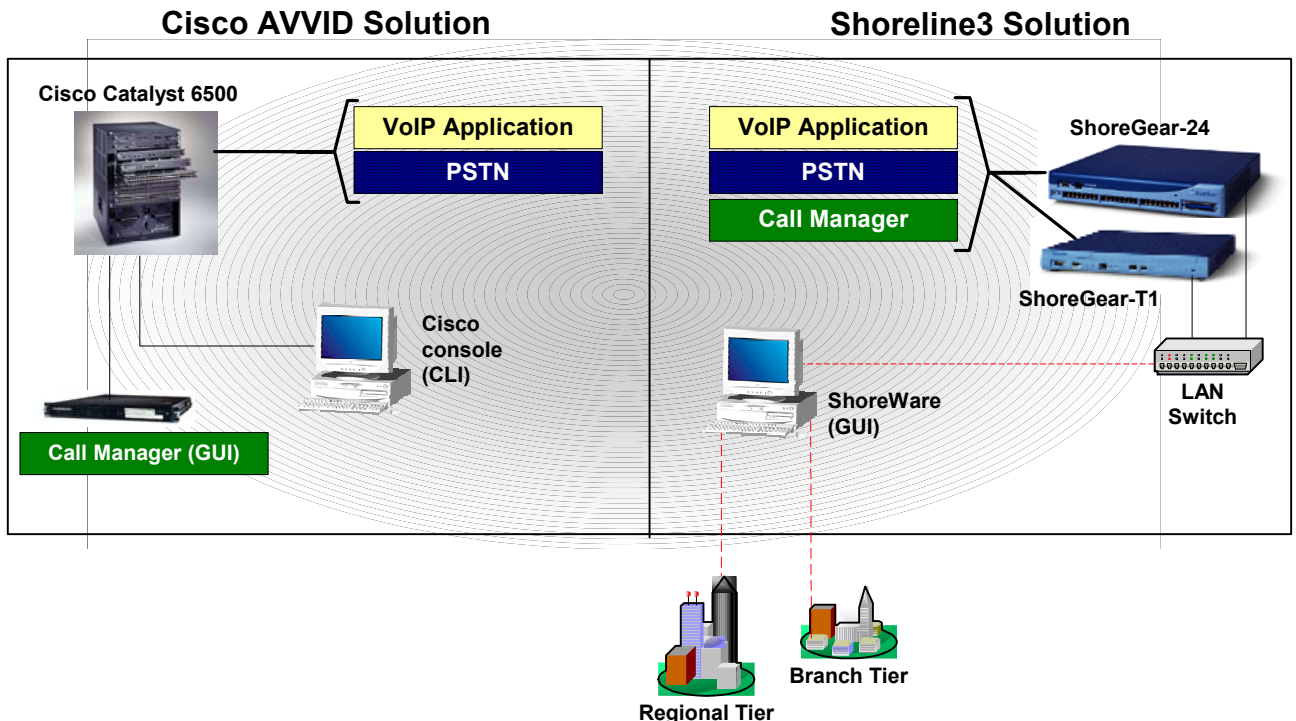 Cisco AVVID Solution
Shoreline3 Solution
Cisco Catalyst 6500
VoIP Application
PSTN
Cisco
console
(CLI)
Call Manager (GUI)
VoIP Application
PSTN
Call Manager
ShoreGear-24
ShoreGear-T1
LAN
Switch
ShoreWare
(GUI)
Branch Tier
Regional Tier